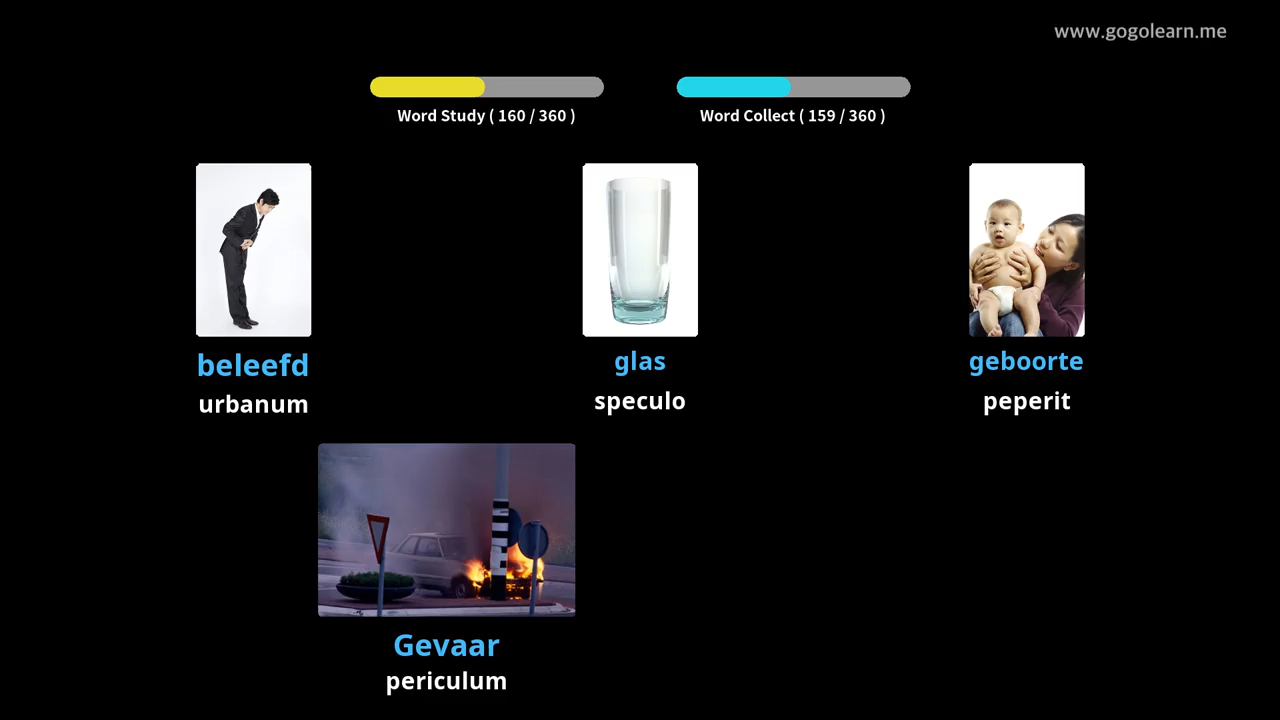 www.gogolearn.me
Word Study ( 160 / 360 )
Word Collect ( 159 / 360 )
beleefd
urbanum
glas
speculo
geboorte
peperit
Gevaar
periculum